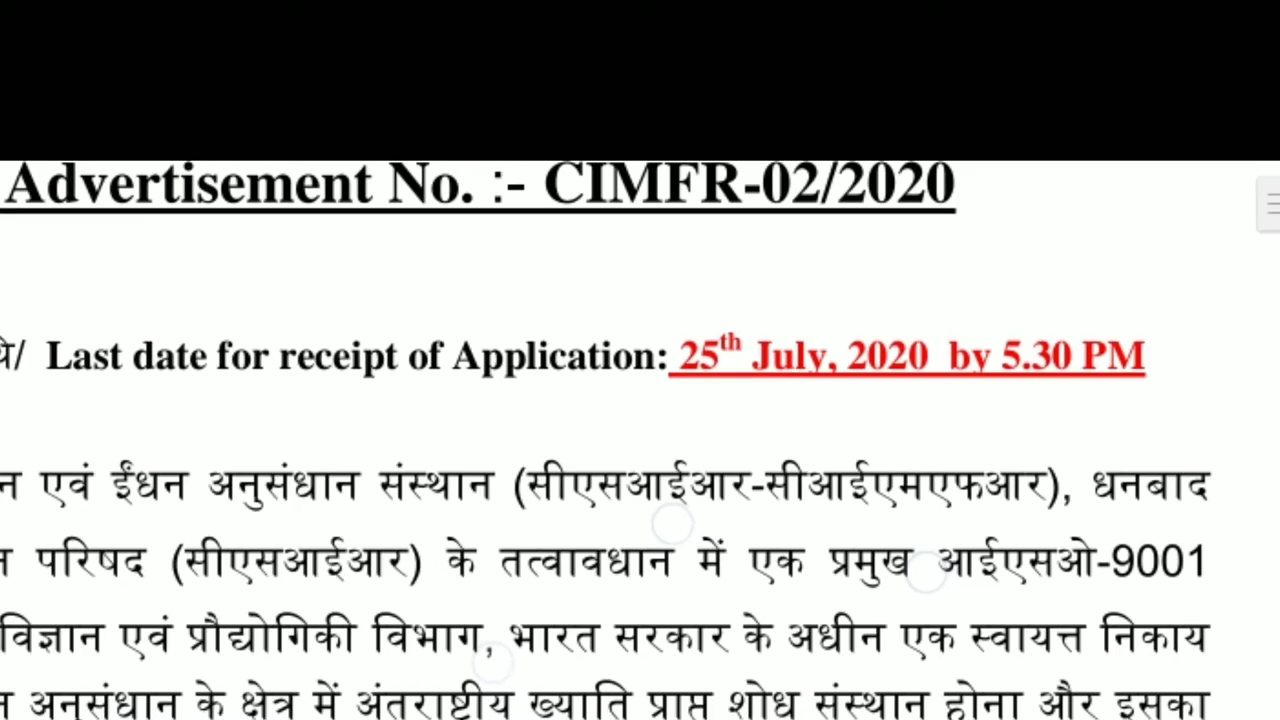 Advertisement No. :- CIMFR-02/2020
/ Last date for receipt of Application: 25th July, 2020 by 5.30 PM
एवं ईंधन अनुसंधान संस्थान (सीएसआईआर-सीआईएमएफआर), धनबाद
परिषद (सीएसआईआर) के तत्वावधान में एक प्रमुख आईएसओ-9001
विज्ञान एवं प्रौद्योगिकी विभाग, भारत सरकार के अधीन एक स्वायत्त निकाय
अनुसंधान के क्षेत्र में अंतराष्टीय ख्याति प्राप्त शोध संस्थान होना और इसका